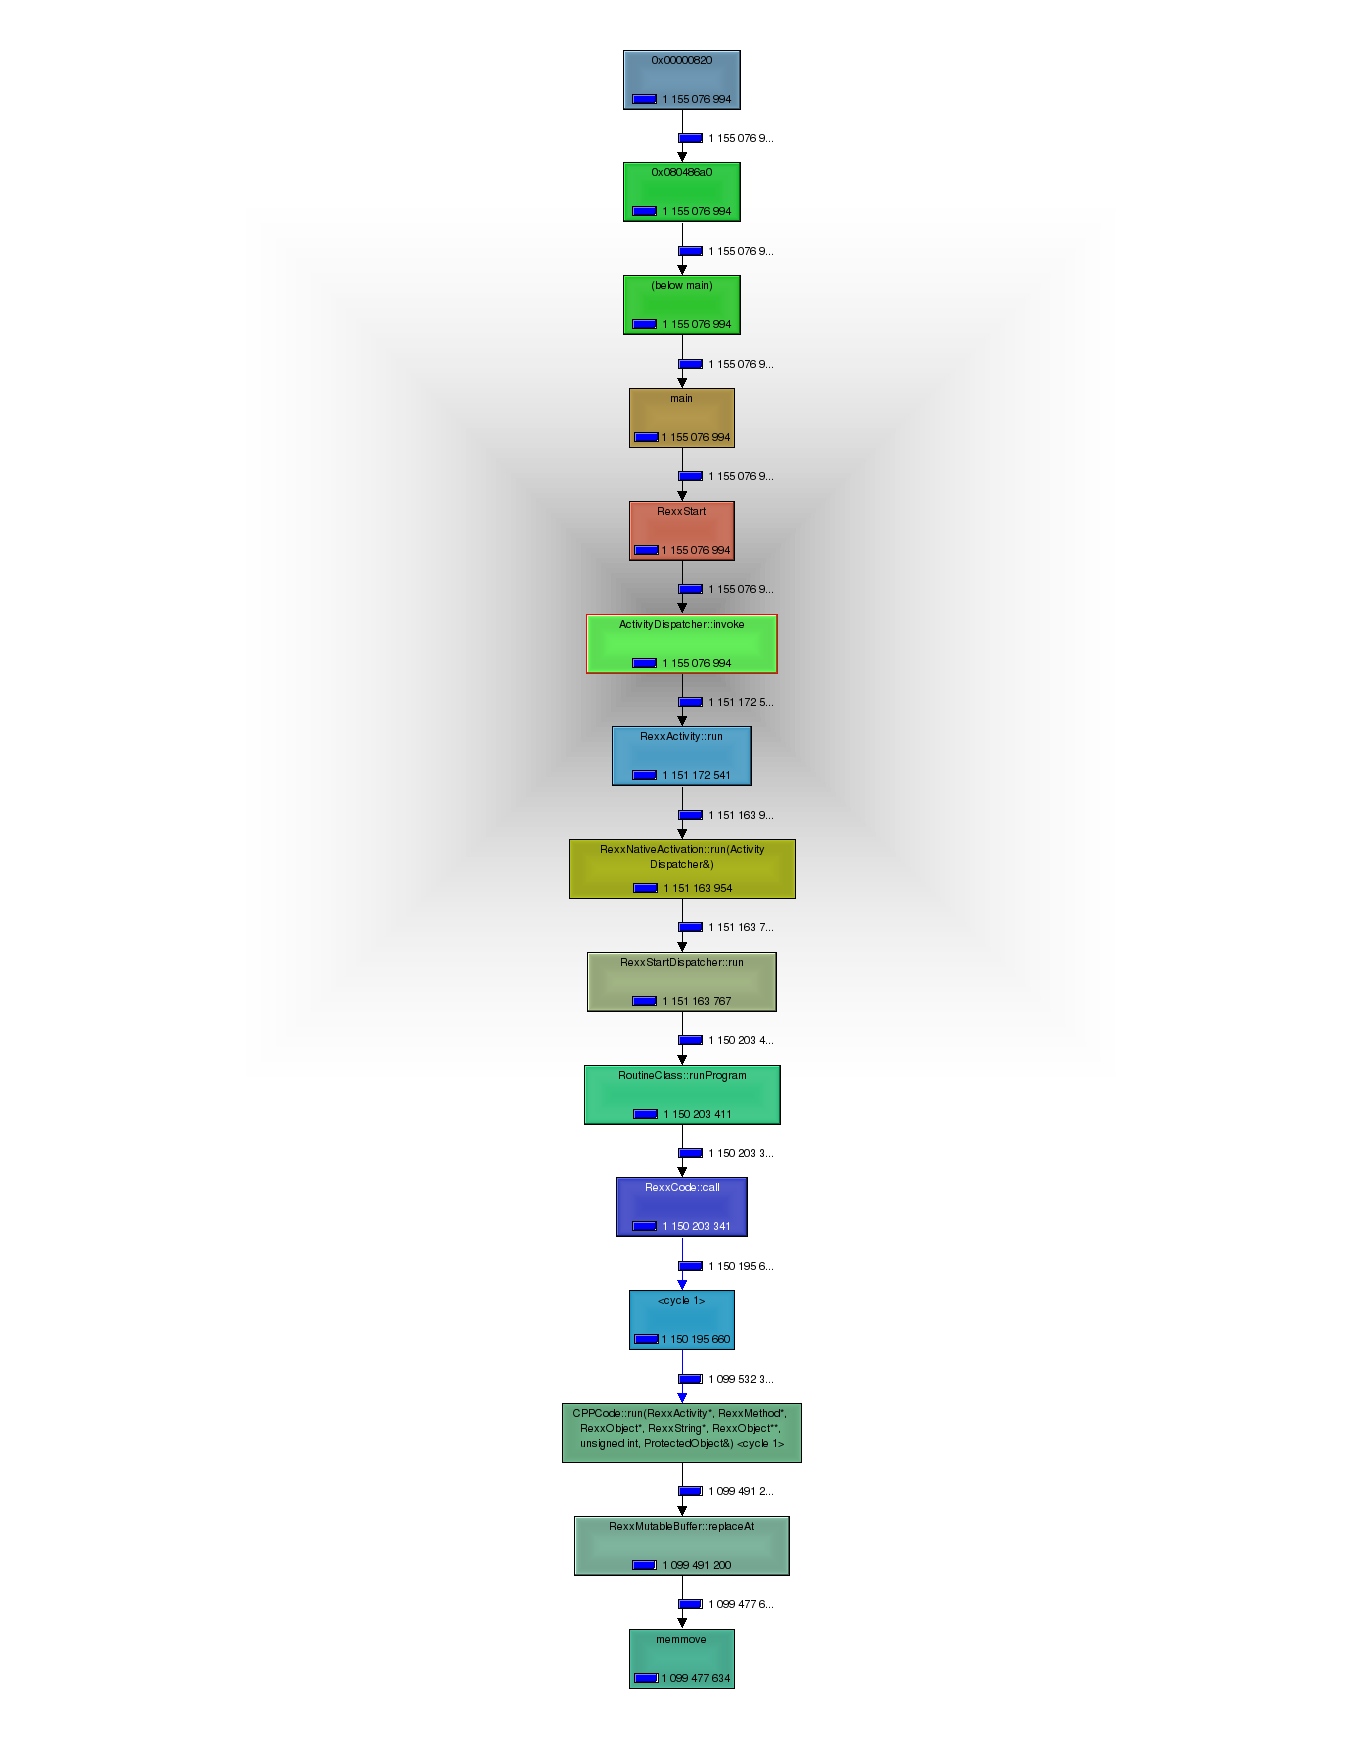 0x00000820
1 155 076 994
1 155 076 9...
0x080486a0
1 155 076 994
1 155 076 9...
(below main)
1 155 076 994
1 155 076 9...
main
1 155 076 994
1 155 076 9...
RexxStart
1 155 076 994
1 155 076 9...
ActivityDispatcher::invoke
1 155 076 994
1 151 172 5...
RexxActivity::run
1 151 172 541
1 151 163 9...
RexxNativeActivation::run(Activity
Dispatcher&)
1 151 163 954
1 151 163 7...
RexxStartDispatcher::run
1 151 163 767
1 150 203 4...
RoutineClass::runProgram
1 150 203 411
1 150 203 3...
RexxCode::call
1 150 203 341
1 150 195 6...
<cycle 1>
1 150 195 660
1 099 532 3...
CPPCode::run(RexxActivity*, RexxMethod*,
RexxObject*, RexxString*, RexxObject**,
unsigned int, ProtectedObject&) <cycle 1>
1 099 491 2...
RexxMutableBuffer::replaceAt
1 099 491 200
1 099 477 6...
memmove
1 099 477 634